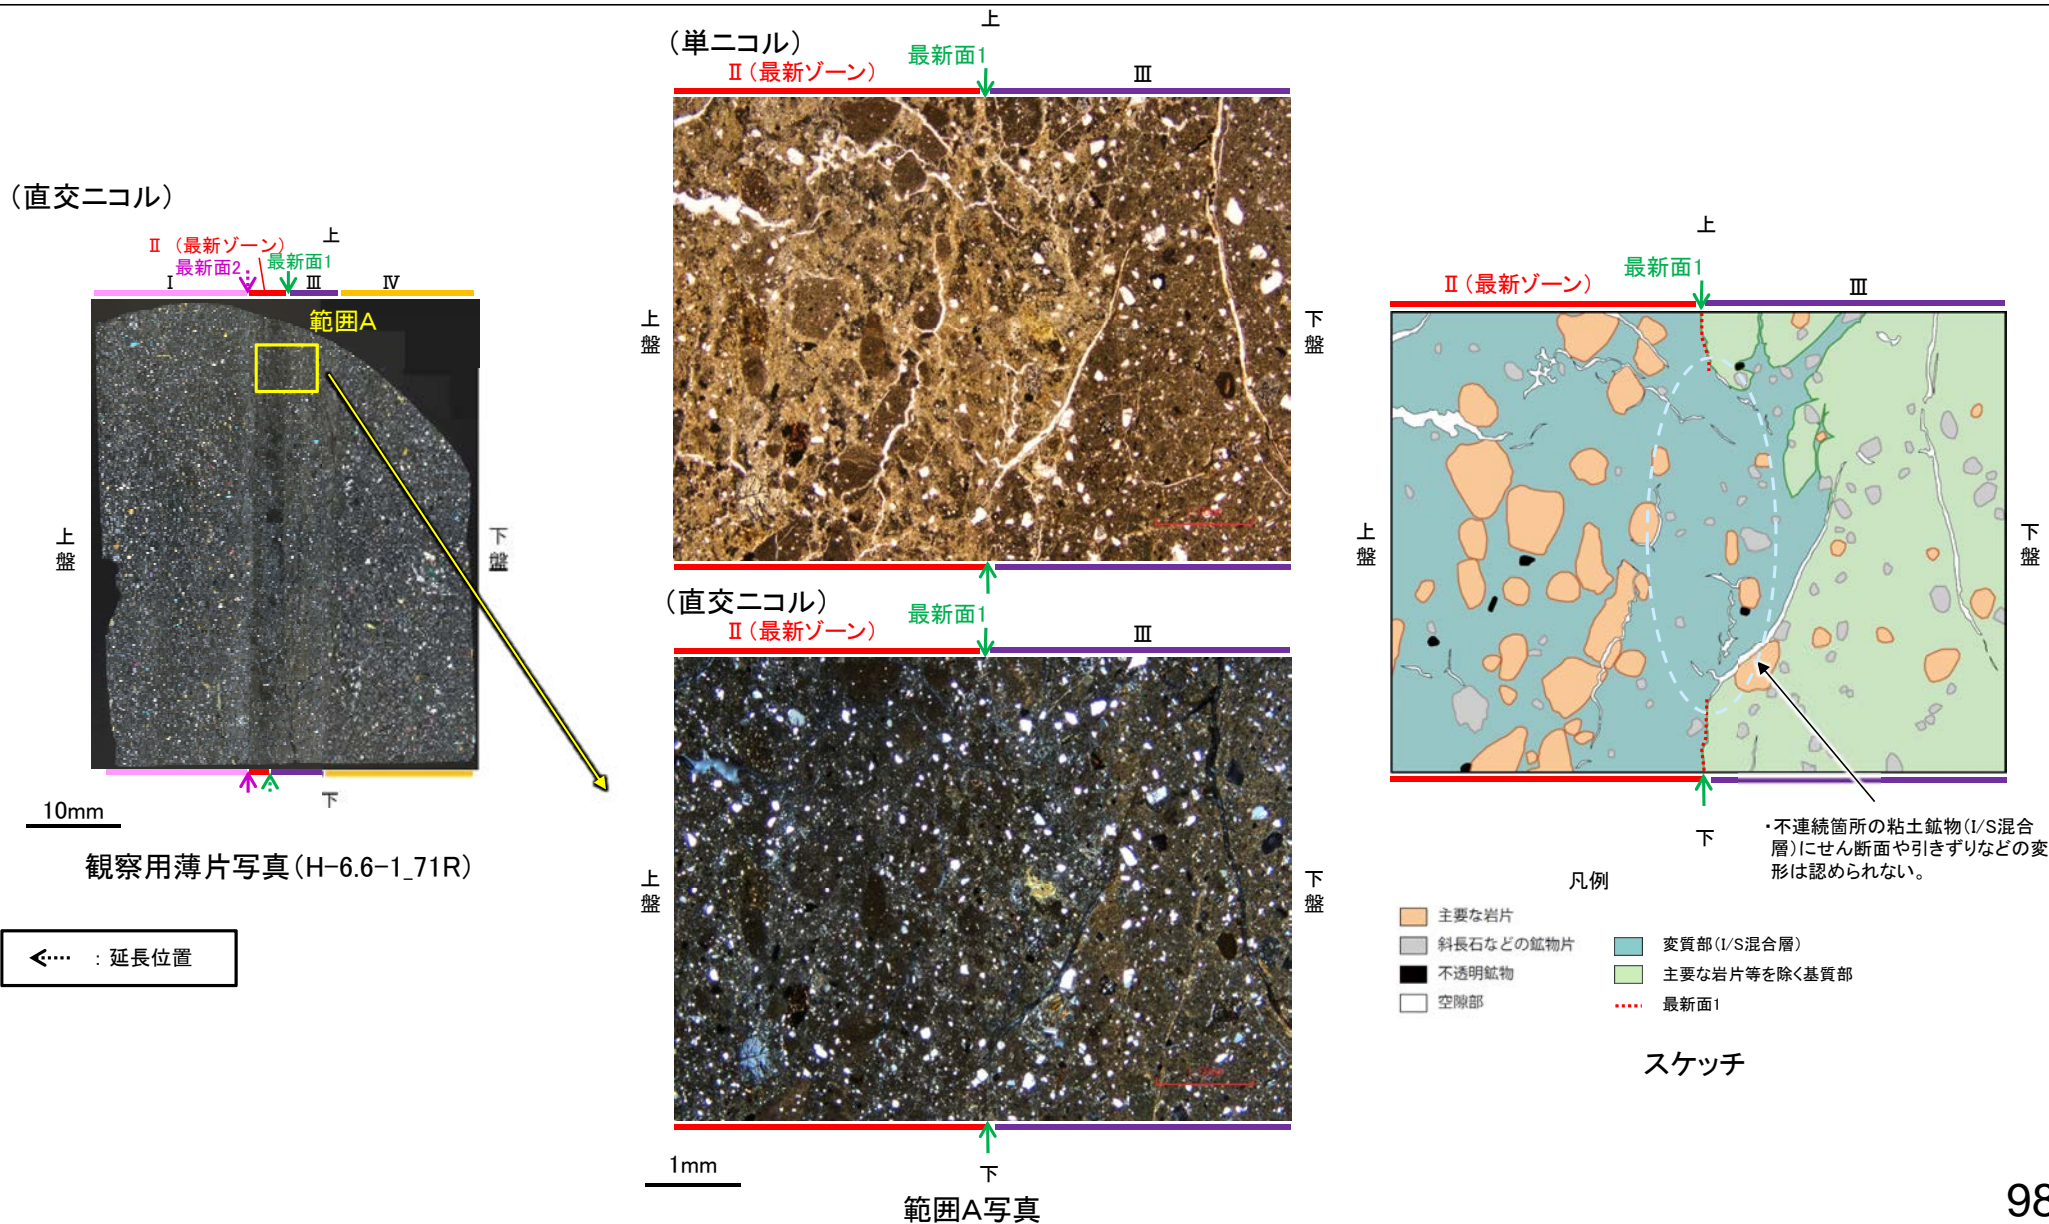 （直交ニコル）
Ⅱ（最新ゾーン）
上
最新面2
最新面1
Ⅰ
Ⅲ
Ⅳ
範囲A
上盤
下盤
下
10mm
観察用薄片写真（H-6.6-1_71R）
：延長位置
（単ニコル）
上
最新面1
Ⅱ（最新ゾーン）
Ⅲ
上盤
下盤
（直交ニコル）
最新面1
Ⅱ（最新ゾーン）
Ⅲ
上盤
下盤
1mm
下
範囲A写真
上
最新面1
Ⅱ（最新ゾーン）
Ⅲ
上盤
下盤
下
・不連続箇所の粘土鉱物（I/S混合
層）にせん断面や引きずりなどの変
形は認められない。
凡例
主要な岩片
斜長石などの鉱物片
不透明鉱物
空隙部
変質部（I/S混合層）
主要な岩片等を除く基質部
最新面1
スケッチ
98